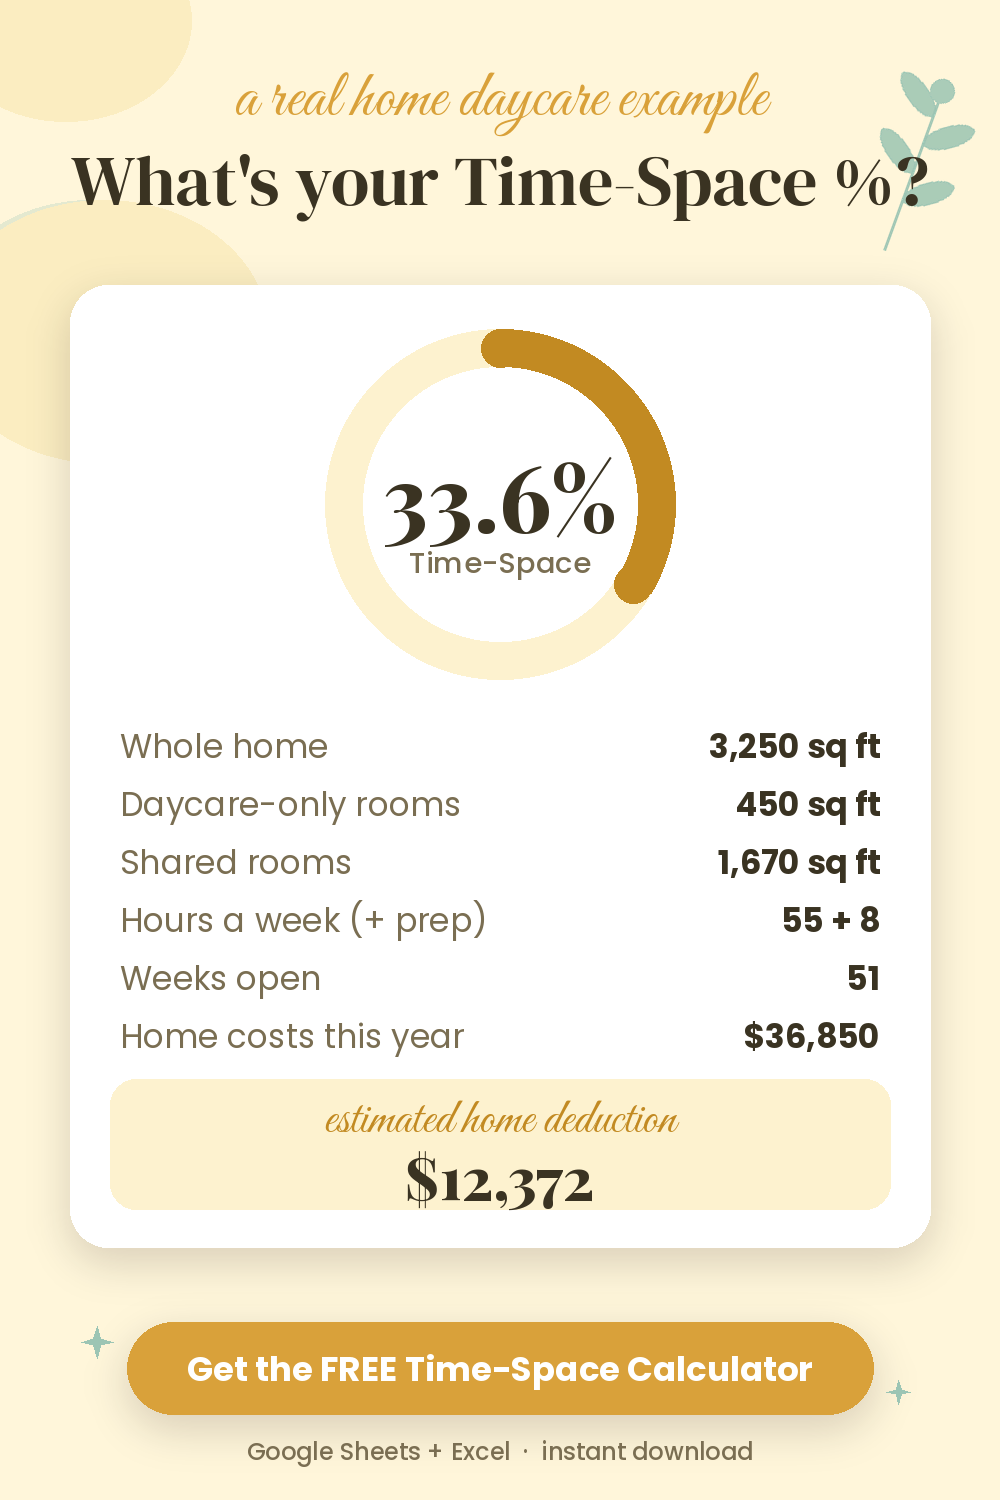 a real home daycare example
What's your Time-Space %?
33.6%
Time-Space
Whole home 3,250 sq ft
Daycare-only rooms 450 sq ft
Shared rooms 1,670 sq ft
Hours a week (+ prep) 55 + 8
Weeks open 51
Home costs this year $36,850
estimated home deduction
$12,372
Get the FREE Time-Space Calculator
Google Sheets + Excel · instant download